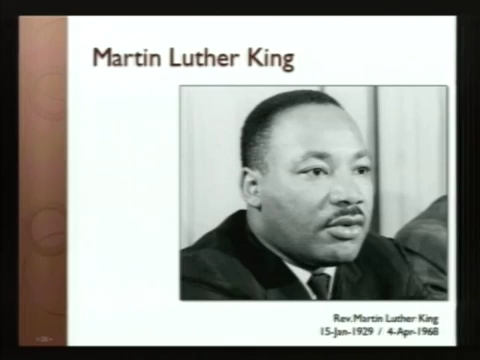 Martin Luther King
Rev.Martin Luther King
15-Jan-1929 / 4-Apr-1968